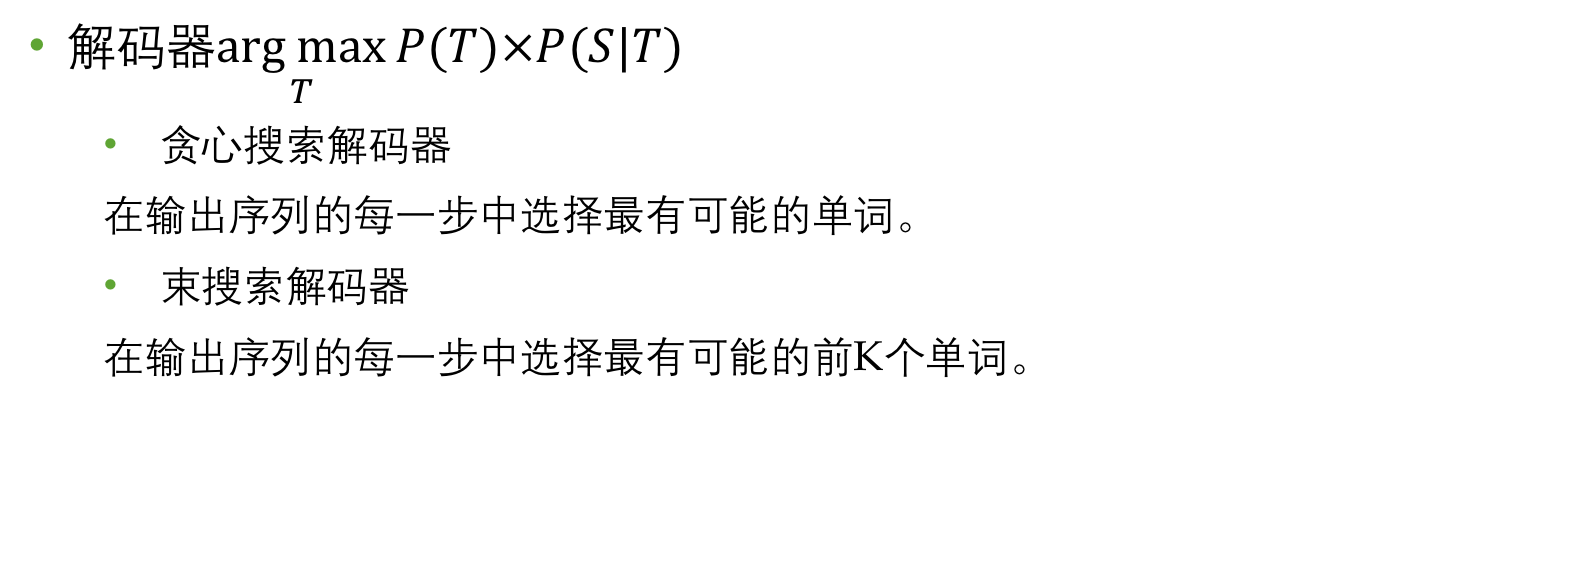 • 解码器arg max P(T)×P(S|T)
T
• 贪心搜索解码器
在输出序列的每一步中选择最有可能的单词。
• 束搜索解码器
在输出序列的每一步中选择最有可能的前K个单词。